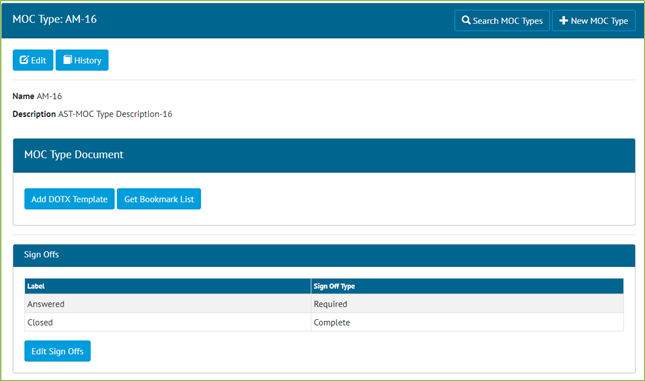 MOC Type: AM-16
Search MOC Types
New MOC Type
Edit
History
Name AM-16
Description AST-MOC Type Description-16
MOC Type Document
Add DOTX Template
Get Bookmark List
Sign Offs
Label Sign Off Type
Answered Required
Closed Complete
Edit Sign Offs